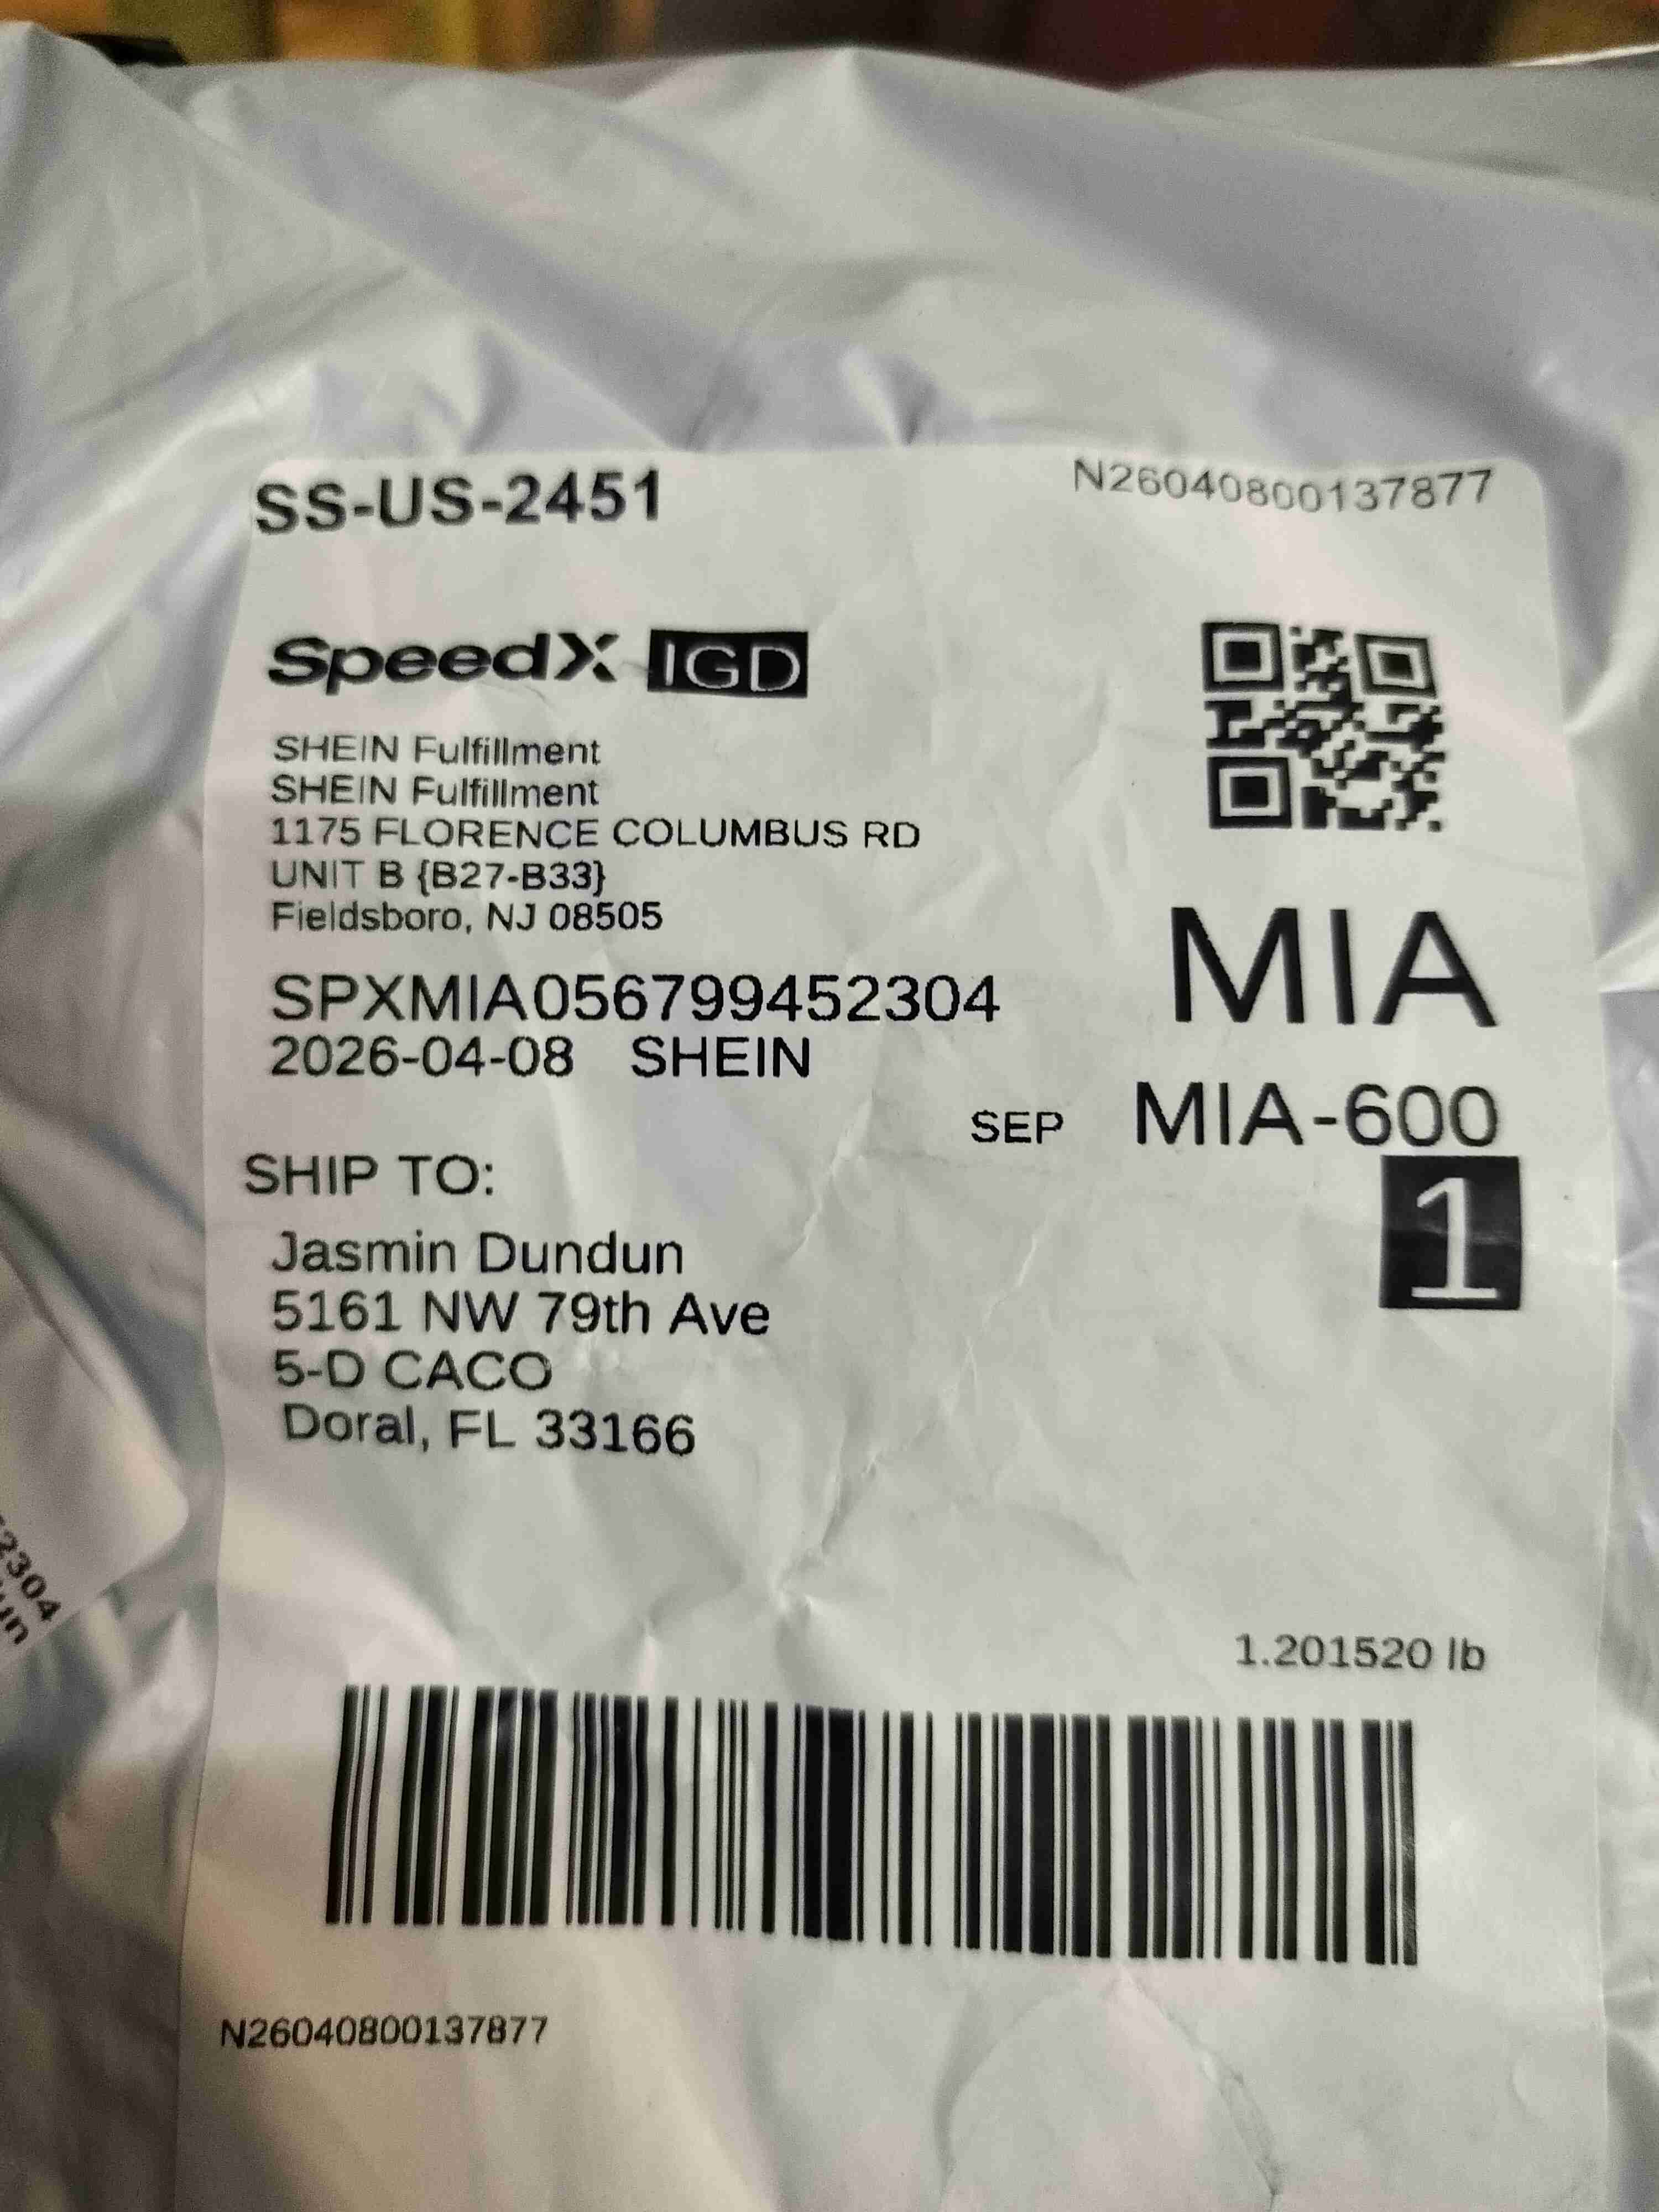 SS-US-2451
N26040800137877
SpeedX IGD
SHEIN Fulfillment
SHEIN Fulfillment
1175 FLORENCE COLUMBUS RD
UNIT B {B27-B33}
Fieldsboro, NJ 08505
MIA
SPXMIA056799452304
2026-04-08 SHEIN
SEP MIA-600
1
SHIP TO:
Jasmin Dundun
5161 NW 79th Ave
5-D CACO
Doral, FL 33166
2304
un
1.201520 lb
N26040800137877